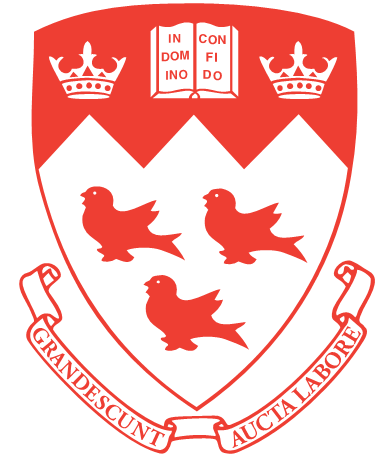 IN
DOM
INO
CON
FI
DO
GRANDESCUNT
AUCTA LABORE